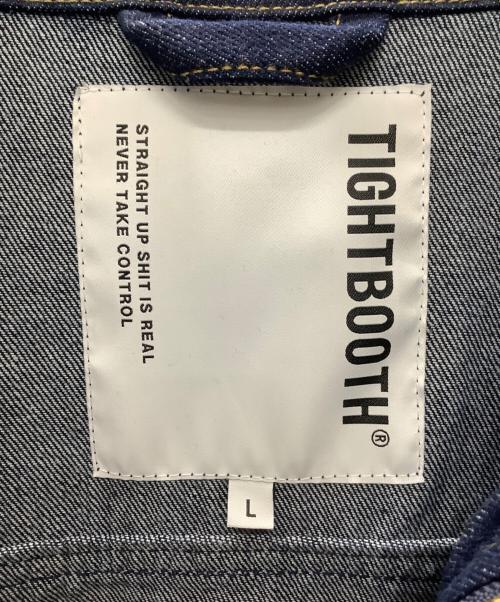 TIGHTBOOTH®
STRAIGHT UP SHIT IS REAL
NEVER TAKE CONTROL
L